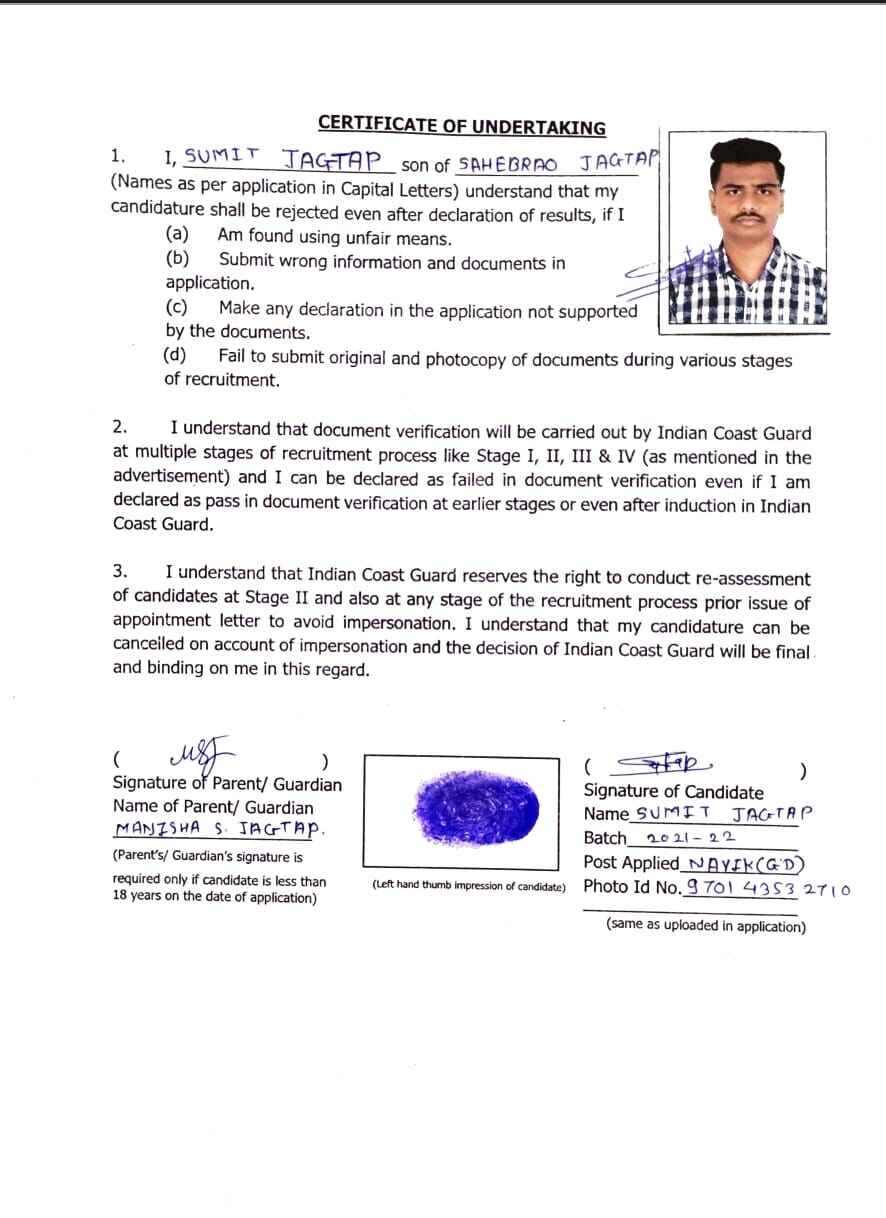 CERTIFICATE OF UNDERTAKING
1. I, SUMIT JAGTAP son of SAHEBRAO JAGTAP
(Names as per application in Capital Letters) understand that my
candidature shall be rejected even after declaration of results, if I
(a) Am found using unfair means.
(b) Submit wrong information and documents in
application.
(c) Make any declaration in the application not supported
by the documents.
(d) Fail to submit original and photocopy of documents during various stages
of recruitment.
2. I understand that document verification will be carried out by Indian Coast Guard
at multiple stages of recruitment process like Stage I, II, III & IV (as mentioned in the
advertisement) and I can be declared as failed in document verification even if I am
declared as pass in document verification at earlier stages or even after induction in Indian
Coast Guard.
3. I understand that Indian Coast Guard reserves the right to conduct re-assessment
of candidates at Stage II and also at any stage of the recruitment process prior issue of
appointment letter to avoid impersonation. I understand that my candidature can be
cancelled on account of impersonation and the decision of Indian Coast Guard will be final
and binding on me in this regard.
( )
Signature of Parent/ Guardian
Name of Parent/ Guardian
MANISHA S. JAGTAP.
(Parent's/ Guardian's signature is
required only if candidate is less than
18 years on the date of application)
(Left hand thumb impression of candidate)
( )
Signature of Candidate
Name SUMIT JAGTAP
Batch 2021-22
Post Applied NAVIK(G.D)
Photo Id No. 9701 4353 2710
(same as uploaded in application)